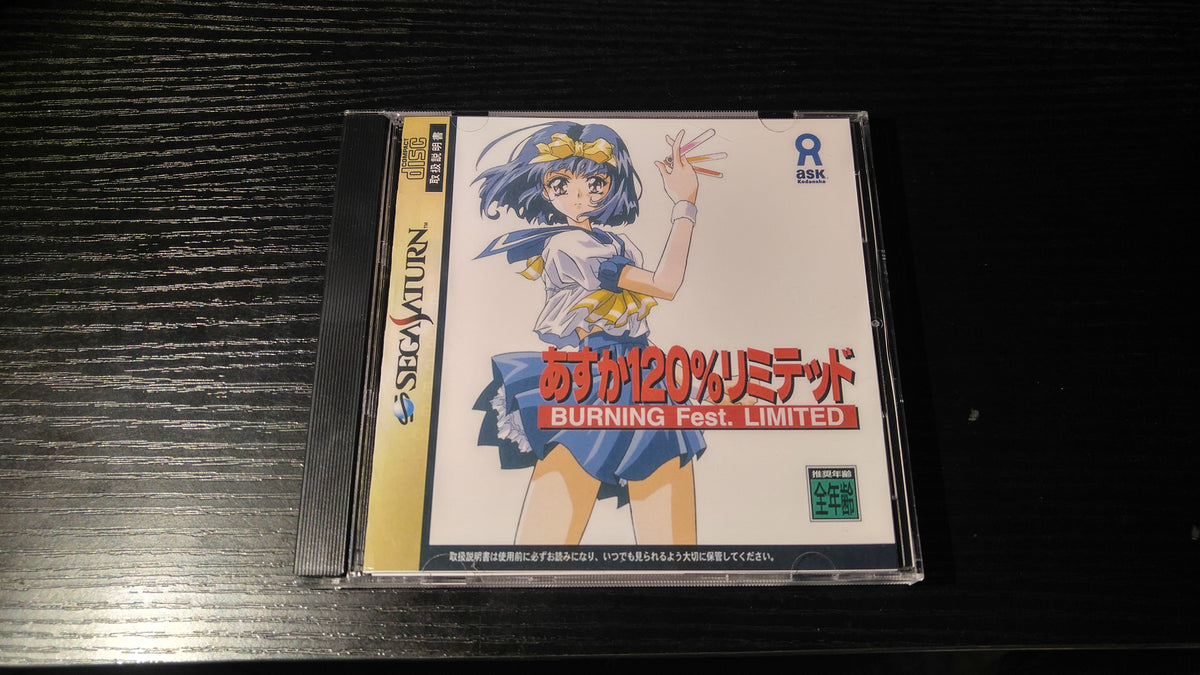 COMPACT
disc
取扱説明書
SEGA SATURN™
ask
Kodansha
あすか120%リミテッド
BURNING Fest. LIMITED
推奨年齢
全年齢
取扱説明書は使用前に必ずお読みになり、いつでも見られるよう大切に保管してください。